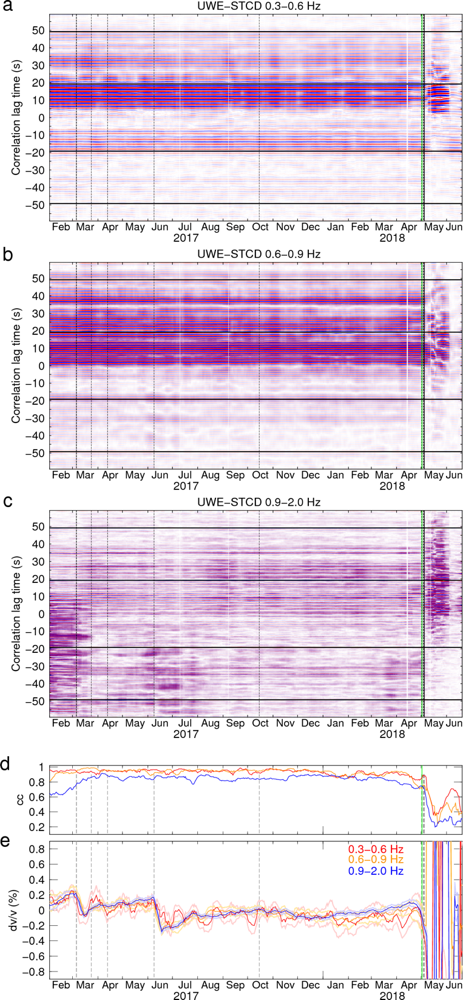 a
UWE−STCD 0.3−0.6 Hz
Correlation lag time (s)
50
40
30
20
10
0
−10
−20
−30
−40
−50
Feb Mar Apr May Jun Jul Aug Sep Oct Nov Dec Jan Feb Mar Apr May Jun
2017 2018
b
UWE−STCD 0.6−0.9 Hz
Correlation lag time (s)
50
40
30
20
10
0
−10
−20
−30
−40
−50
Feb Mar Apr May Jun Jul Aug Sep Oct Nov Dec Jan Feb Mar Apr May Jun
2017 2018
c
UWE−STCD 0.9−2.0 Hz
Correlation lag time (s)
50
40
30
20
10
0
−10
−20
−30
−40
−50
Feb Mar Apr May Jun Jul Aug Sep Oct Nov Dec Jan Feb Mar Apr May Jun
2017 2018
d
cc
1
0.8
0.6
0.4
0.2
e
dv/v (%)
0.8
0.6
0.4
0.2
0
−0.2
−0.4
−0.6
−0.8
0.3−0.6 Hz
0.6−0.9 Hz
0.9−2.0 Hz
Feb Mar Apr May Jun Jul Aug Sep Oct Nov Dec Jan Feb Mar Apr May Jun
2017 2018